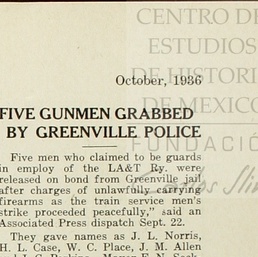 CENTRO DE
ESTUDIOS
DE HISTORI
DE MEXICO
FUNDACIÓ
Carlos Slim
October, 1936
FIVE GUNMEN GRABBED
BY GREENVILLE POLICE
Five men who claimed to be guards
in employ of the LA&T Ry. were
released on bond from Greenville jail
after charges of unlawfully carrying
firearms as the train service men's
strike proceeded peacefully," said an
Associated Press dispatch Sept. 22.
They gave names as J. L. Norris,
H. L. Case, W. C. Place, J. M. Allen